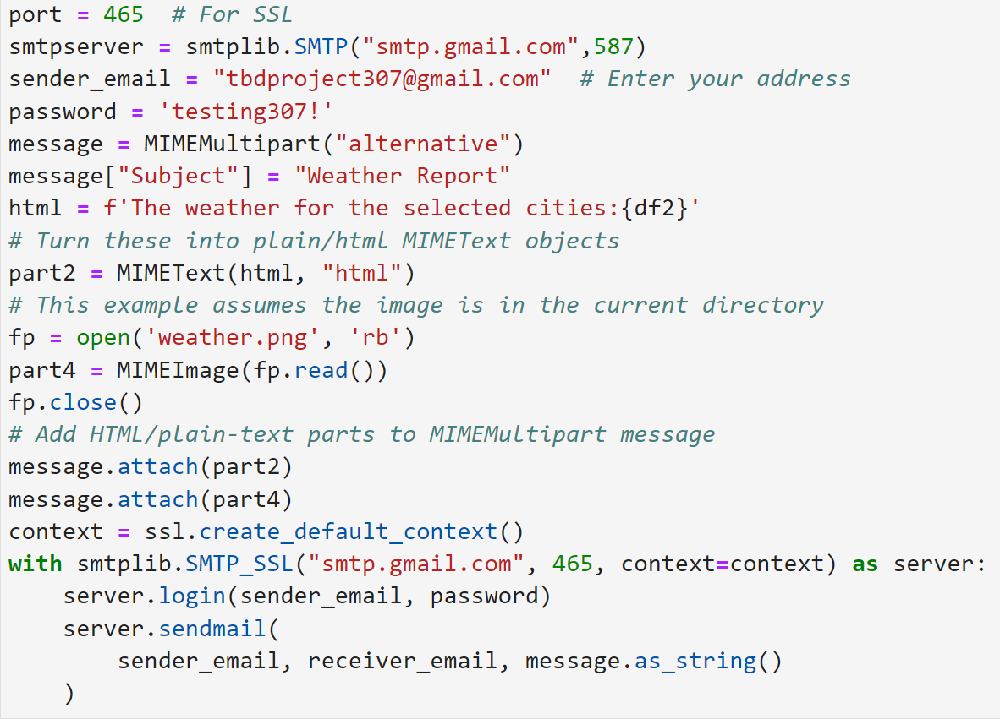 port = 465  # For SSL
smtpserver = smtplib.SMTP("smtp.gmail.com",587)
sender_email = "tbdproject307@gmail.com"  # Enter your address
password = 'testing307!'
message = MIMEMultipart("alternative")
message["Subject"] = "Weather Report"
html = f'The weather for the selected cities:{df2}'
# Turn these into plain/html MIMEText objects
part2 = MIMEText(html, "html")
# This example assumes the image is in the current directory
fp = open('weather.png', 'rb')
part4 = MIMEImage(fp.read())
fp.close()
# Add HTML/plain-text parts to MIMEMultipart message
message.attach(part2)
message.attach(part4)
context = ssl.create_default_context()
with smtplib.SMTP_SSL("smtp.gmail.com", 465, context=context) as server:
    server.login(sender_email, password)
    server.sendmail(
        sender_email, receiver_email, message.as_string()
    )